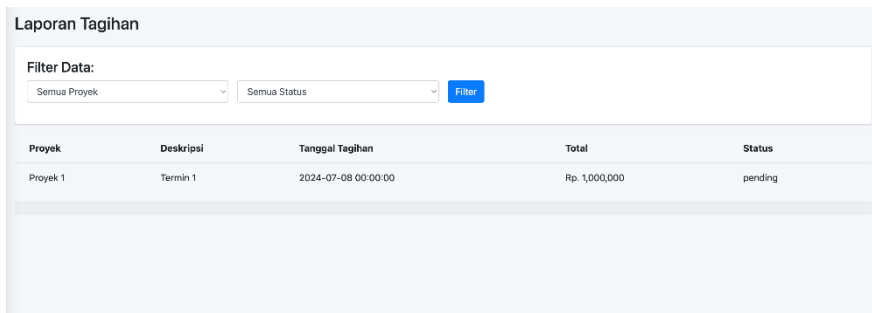 Laporan Tagihan
Filter Data:
Semua Proyek Semua Status Filter
Proyek Deskripsi Tanggal Tagihan Total Status
Proyek 1 Termin 1 2024-07-08 00:00:00 Rp. 1,000,000 pending